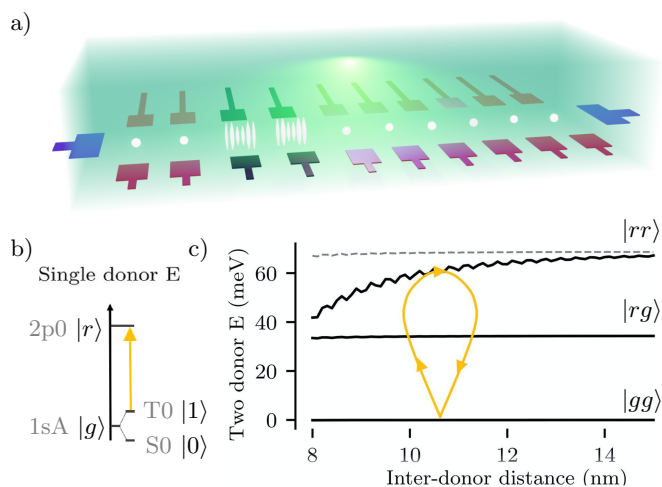 a)
b)
Single donor E
2p0 |r⟩
1sA |g⟩
T0 |1⟩
S0 |0⟩
c)
Two donor E (meV)
60
40
20
0
|rr⟩
|rg⟩
|gg⟩
8
10
12
14
Inter-donor distance (nm)